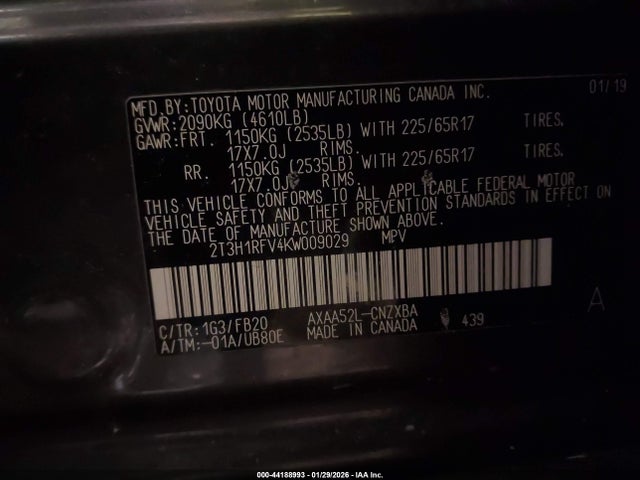 MFD.BY:TOYOTA MOTOR MANUFACTURING CANADA INC. 01/19
GVWR:2090KG (4610LB)
GAWR:FRT. 1150KG (2535LB) WITH 225/65R17 TIRES,
17X7.0J RIMS.
RR. 1150KG (2535LB) WITH 225/65R17 TIRES,
17X7.0J RIMS.
THIS VEHICLE CONFORMS TO ALL APPLICABLE FEDERAL MOTOR
VEHICLE SAFETY AND THEFT PREVENTION STANDARDS IN EFFECT ON
THE DATE OF MANUFACTURE SHOWN ABOVE.
2T3H1RFV4KW009029 MPV
A
C/TR:1G3/FB20 AXAA52L-CNZXBA 439
A/TM:-01A/UB80E MADE IN CANADA
000-44188993 - 01/29/2026 - IAA Inc.